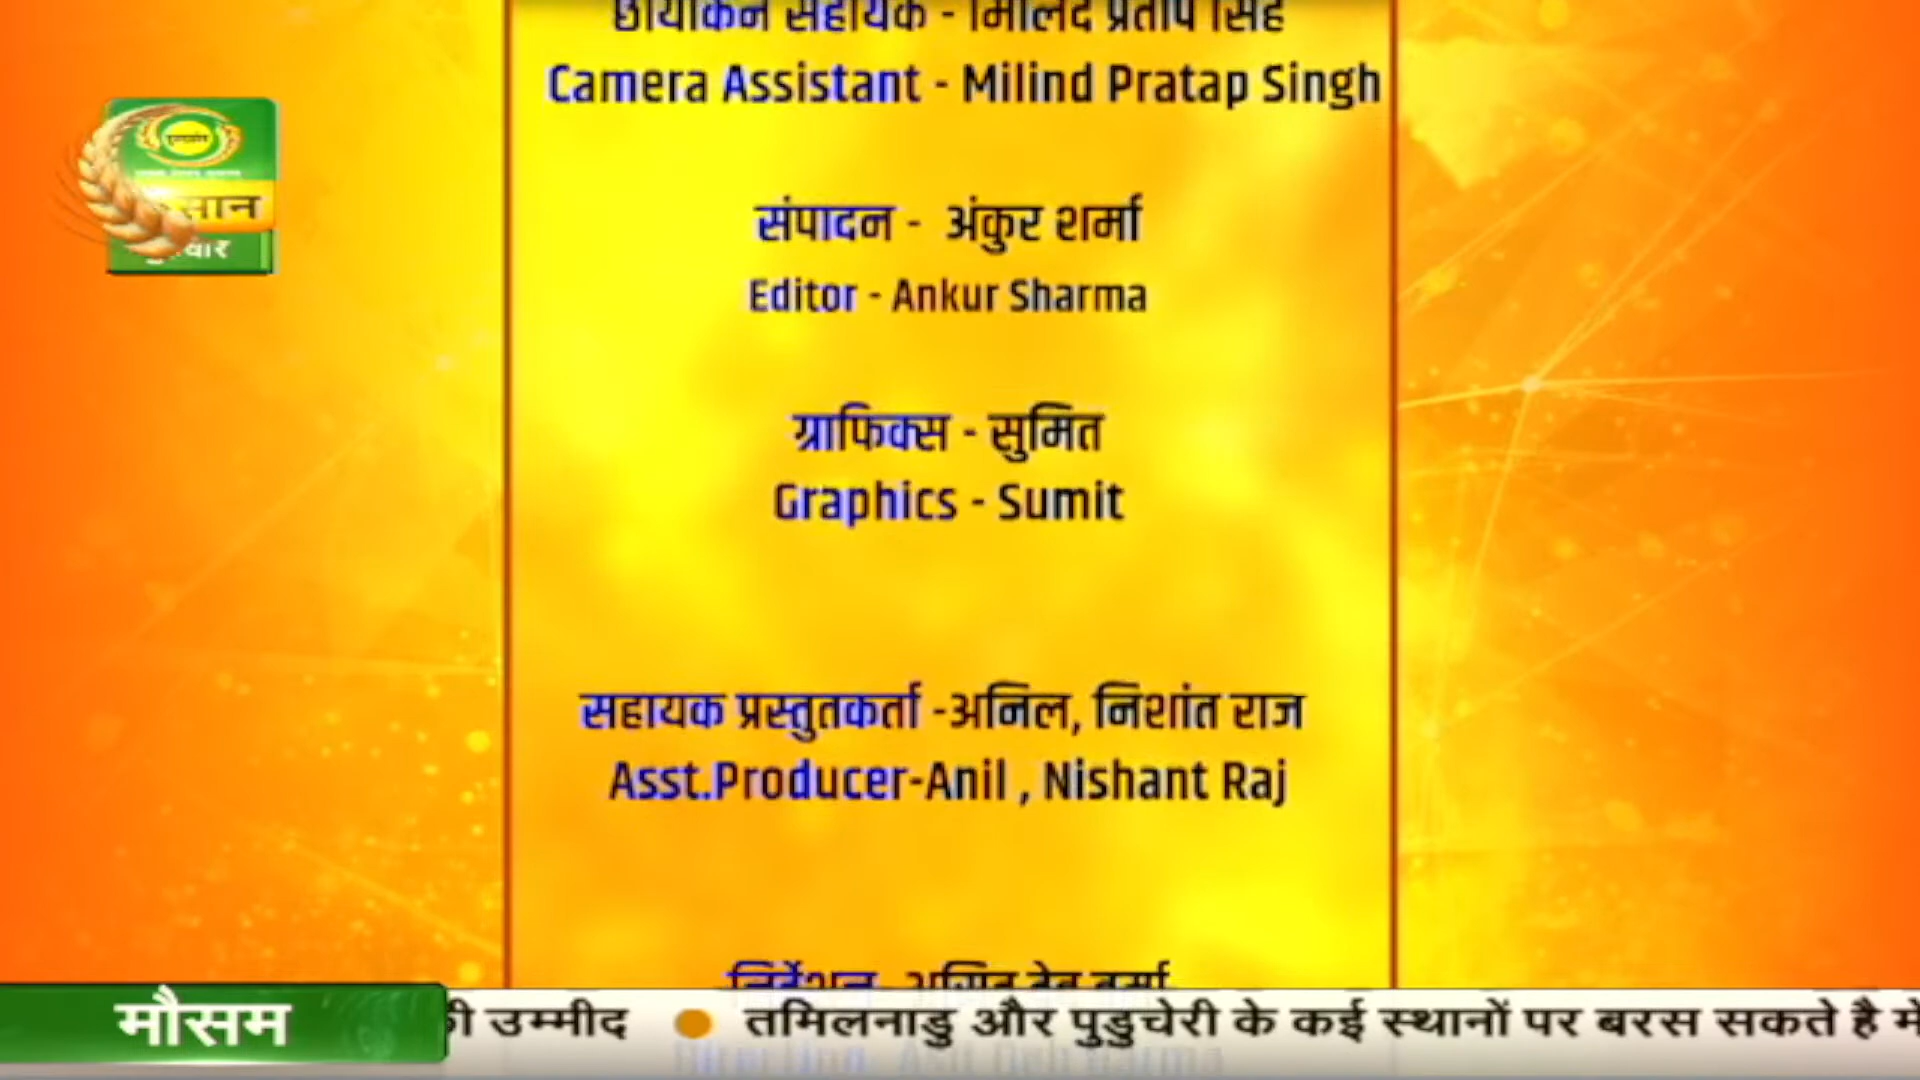 छायांकन सहायक - मिलिंद प्रताप सिंह
Camera Assistant - Milind Pratap Singh
सान
वार
संपादन - अंकुर शर्मा
Editor - Ankur Sharma
ग्राफिक्स - सुमित
Graphics - Sumit
सहायक प्रस्तुतकर्ता -अनिल, निशांत राज
Asst.Producer-Anil , Nishant Raj
निर्देशन
मौसम
की उम्मीद ● तमिलनाडु और पुडुचेरी के कई स्थानों पर बरस सकते है